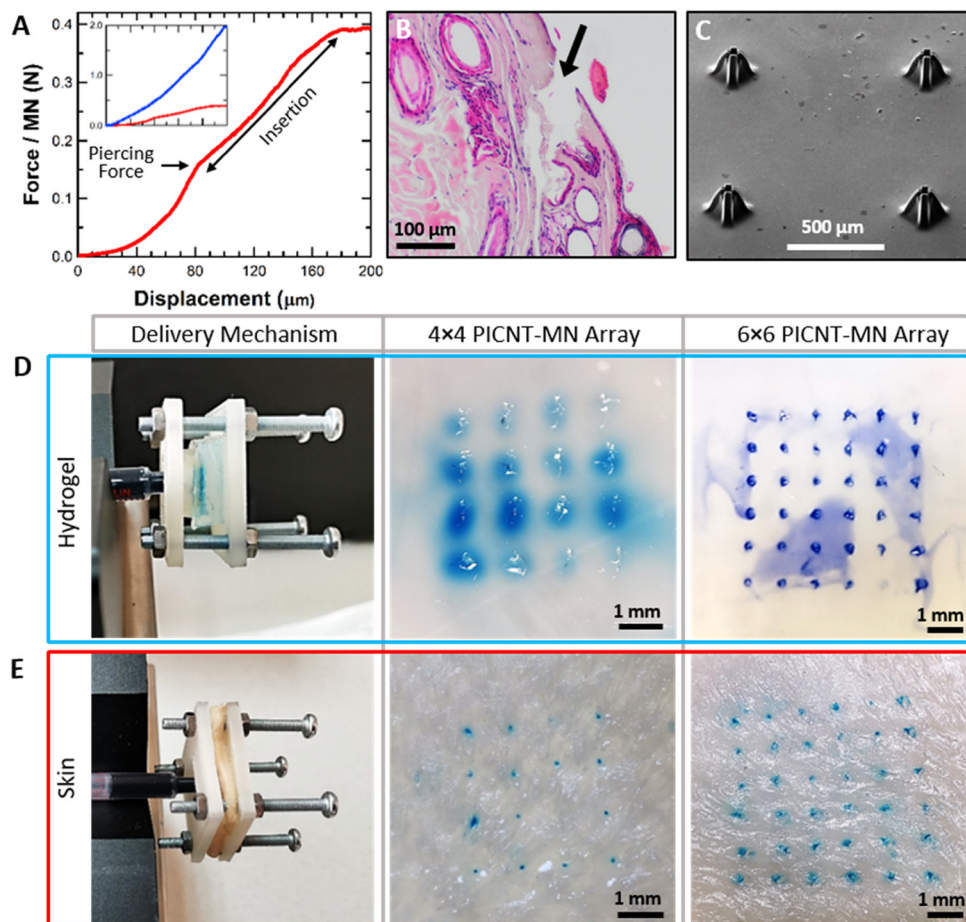 A
Force / MN (N)
0.4
0.3
0.2
0.1
0.0
2.0
1.0
0.0
Piercing
Force
Insertion
0
40
80
120
160
200
Displacement (μm)
B
100 μm
C
500 μm
Delivery Mechanism
4×4 PICNT-MN Array
6×6 PICNT-MN Array
D
Hydrogel
LIN
1 mm
1 mm
E
Skin
1 mm
1 mm